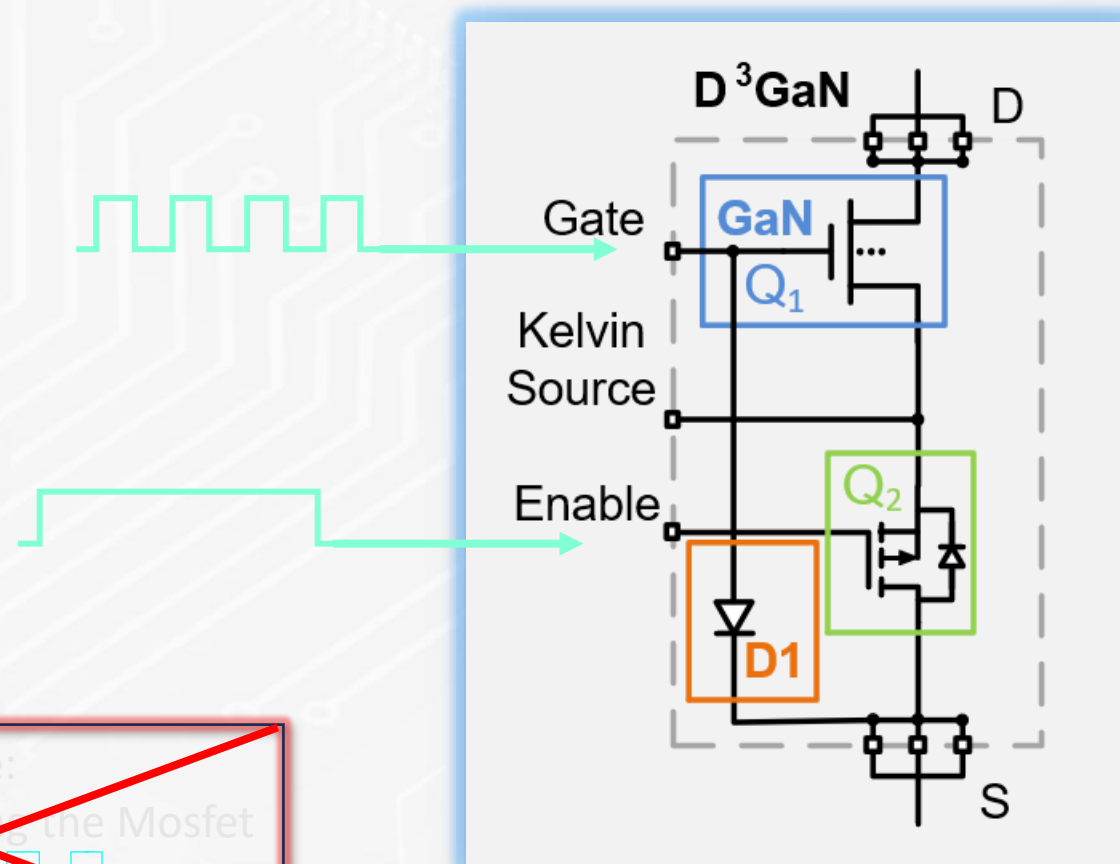 D³GaN
D
Gate
GaN
Q₁
Kelvin
Source
Enable
Q₂
D1
S
the Mosfet